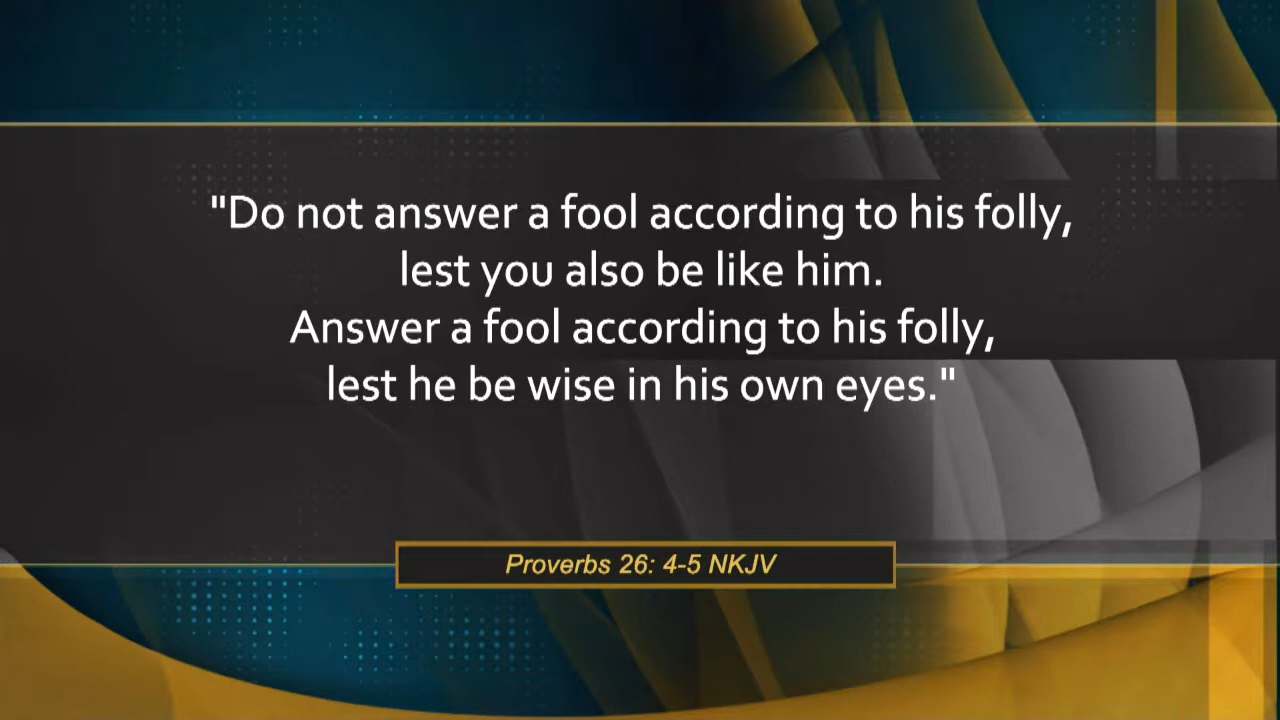 "Do not answer a fool according to his folly,
lest you also be like him.
Answer a fool according to his folly,
lest he be wise in his own eyes."
Proverbs 26: 4-5 NKJV